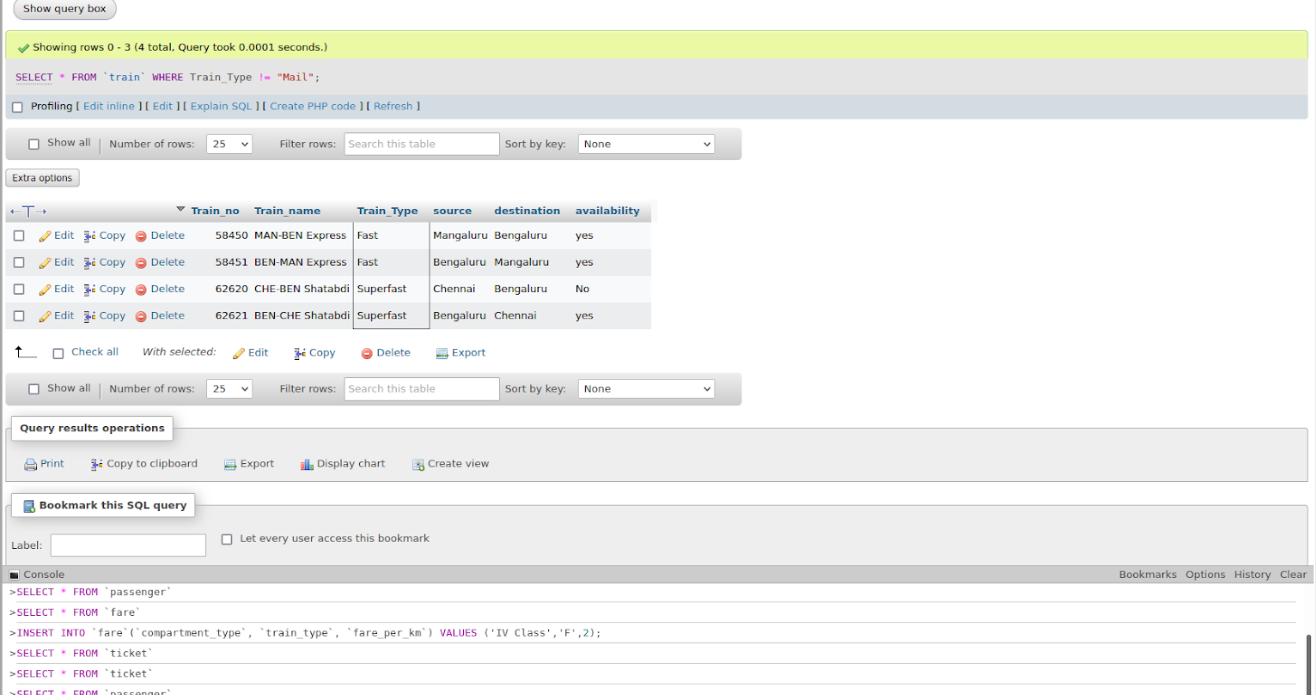 Show query box
Showing rows 0 - 3 (4 total, Query took 0.0001 seconds.)
SELECT * FROM `train` WHERE Train_Type != "Mail";
Profiling [ Edit inline ] [ Edit ] [ Explain SQL ] [ Create PHP code ] [ Refresh ]
Show all | Number of rows: 25 Filter rows: Search this table Sort by key: None
Extra options
←T→ Train_no Train_name Train_Type source destination availability
Edit Copy Delete 58450 MAN-BEN Express Fast Mangaluru Bengaluru yes
Edit Copy Delete 58451 BEN-MAN Express Fast Bengaluru Mangaluru yes
Edit Copy Delete 62620 CHE-BEN Shatabdi Superfast Chennai Bengaluru No
Edit Copy Delete 62621 BEN-CHE Shatabdi Superfast Bengaluru Chennai yes
Check all With selected: Edit Copy Delete Export
Show all | Number of rows: 25 Filter rows: Search this table Sort by key: None
Query results operations
Print Copy to clipboard Export Display chart Create view
Bookmark this SQL query
Label: Let every user access this bookmark
Console Bookmarks Options History Clear
>SELECT * FROM `passenger`
>SELECT * FROM `fare`
>INSERT INTO `fare`(`compartment_type`, `train_type`, `fare_per_km`) VALUES ('IV Class','F',2);
>SELECT * FROM `ticket`
>SELECT * FROM `ticket`
>SELECT * FROM `passenger`